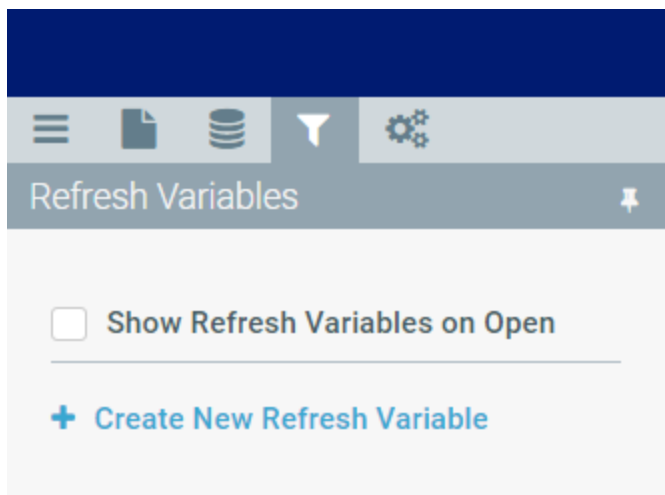 Refresh Variables
Show Refresh Variables on Open
Create New Refresh Variable